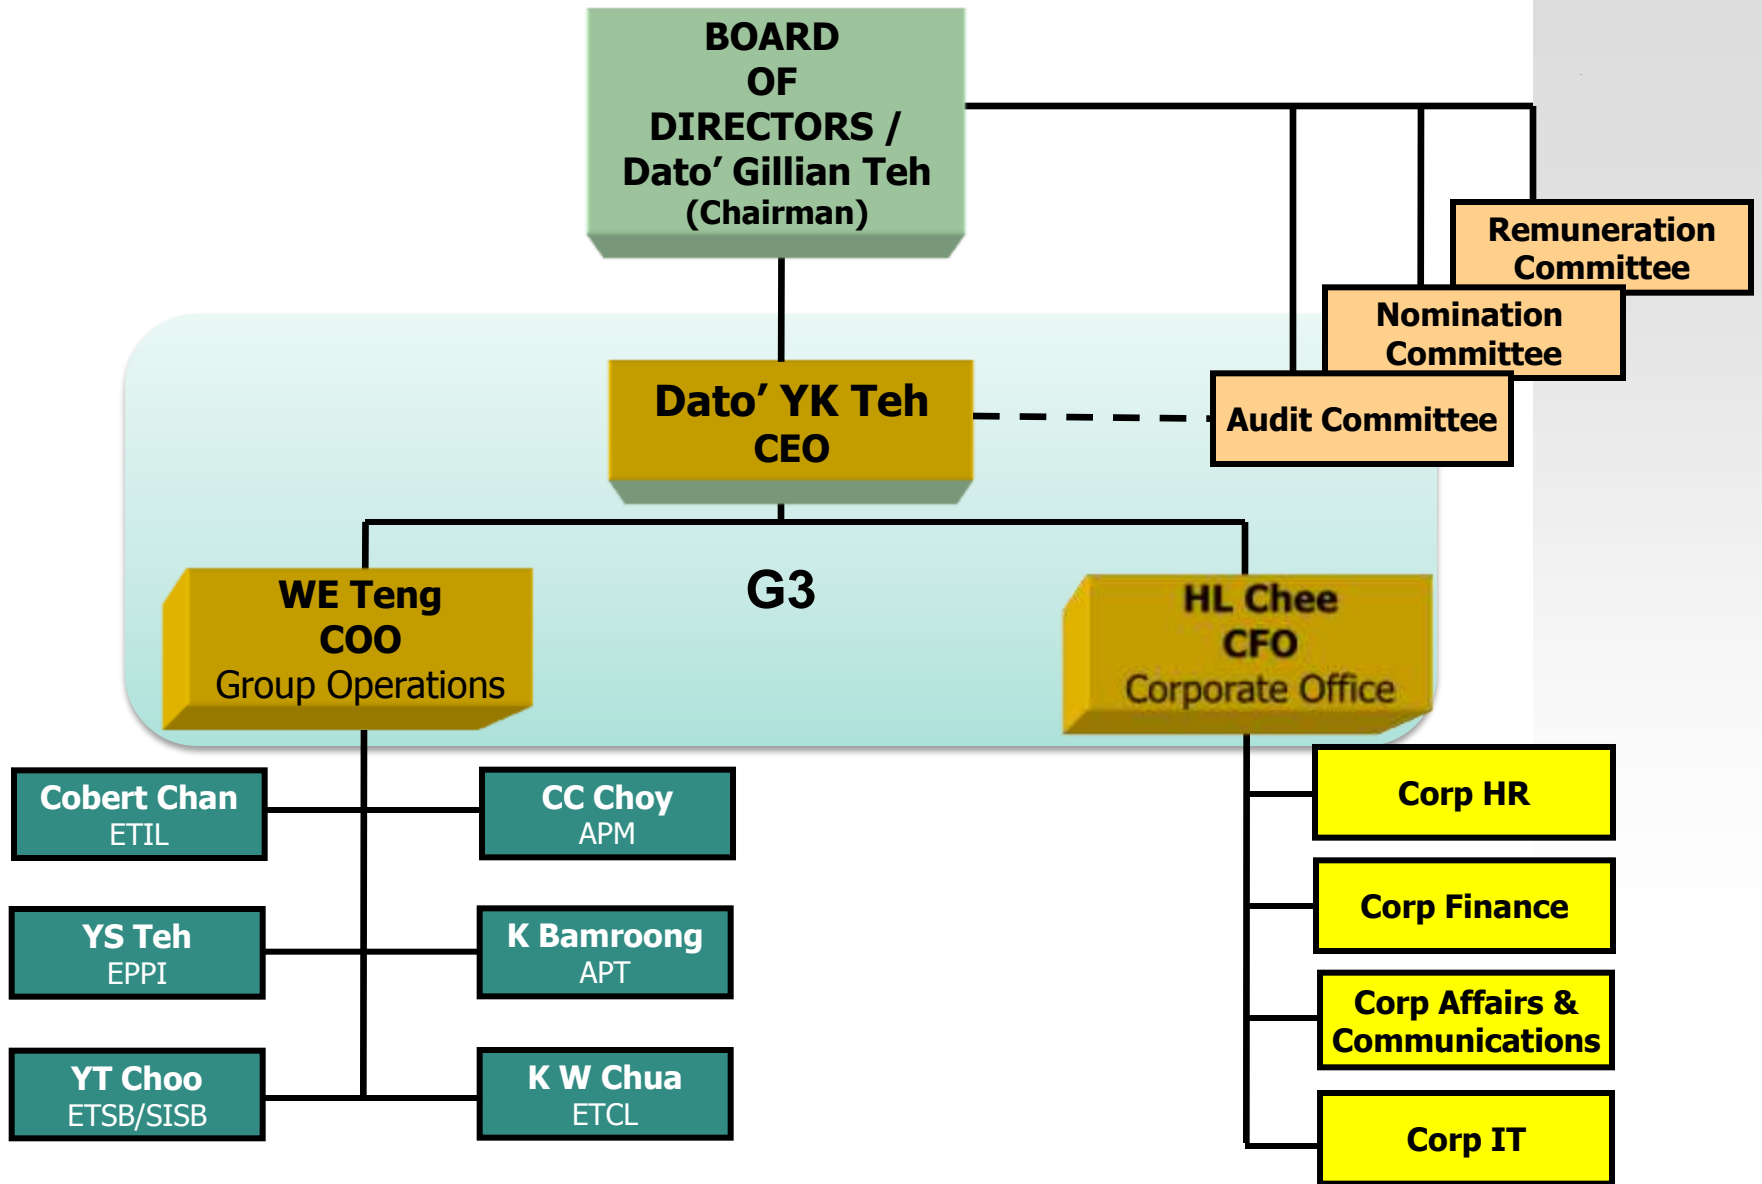 BOARD
OF
DIRECTORS /
Dato’ Gillian Teh
(Chairman)
Remuneration
Committee
Nomination
Committee
Audit Committee
Dato’ YK Teh
CEO
G3
WE Teng
COO
Group Operations
HL Chee
CFO
Corporate Office
Cobert Chan
ETIL
CC Choy
APM
YS Teh
EPPI
K Bamroong
APT
YT Choo
ETSB/SISB
K W Chua
ETCL
Corp HR
Corp Finance
Corp Affairs &
Communications
Corp IT